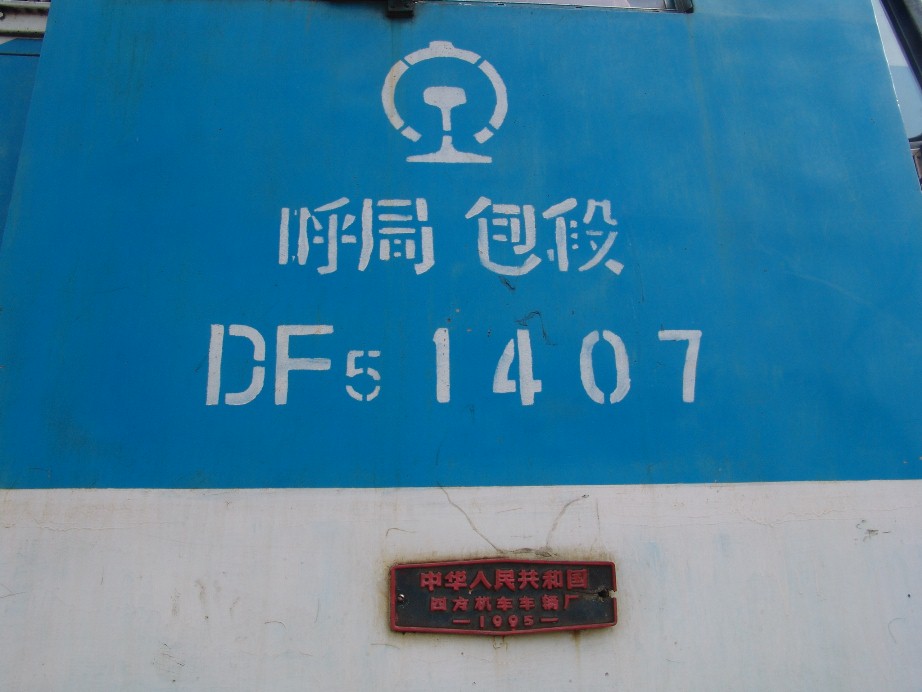 呼局 包段
DF5 1407
中华人民共和国
四方机车车辆厂
—1995—